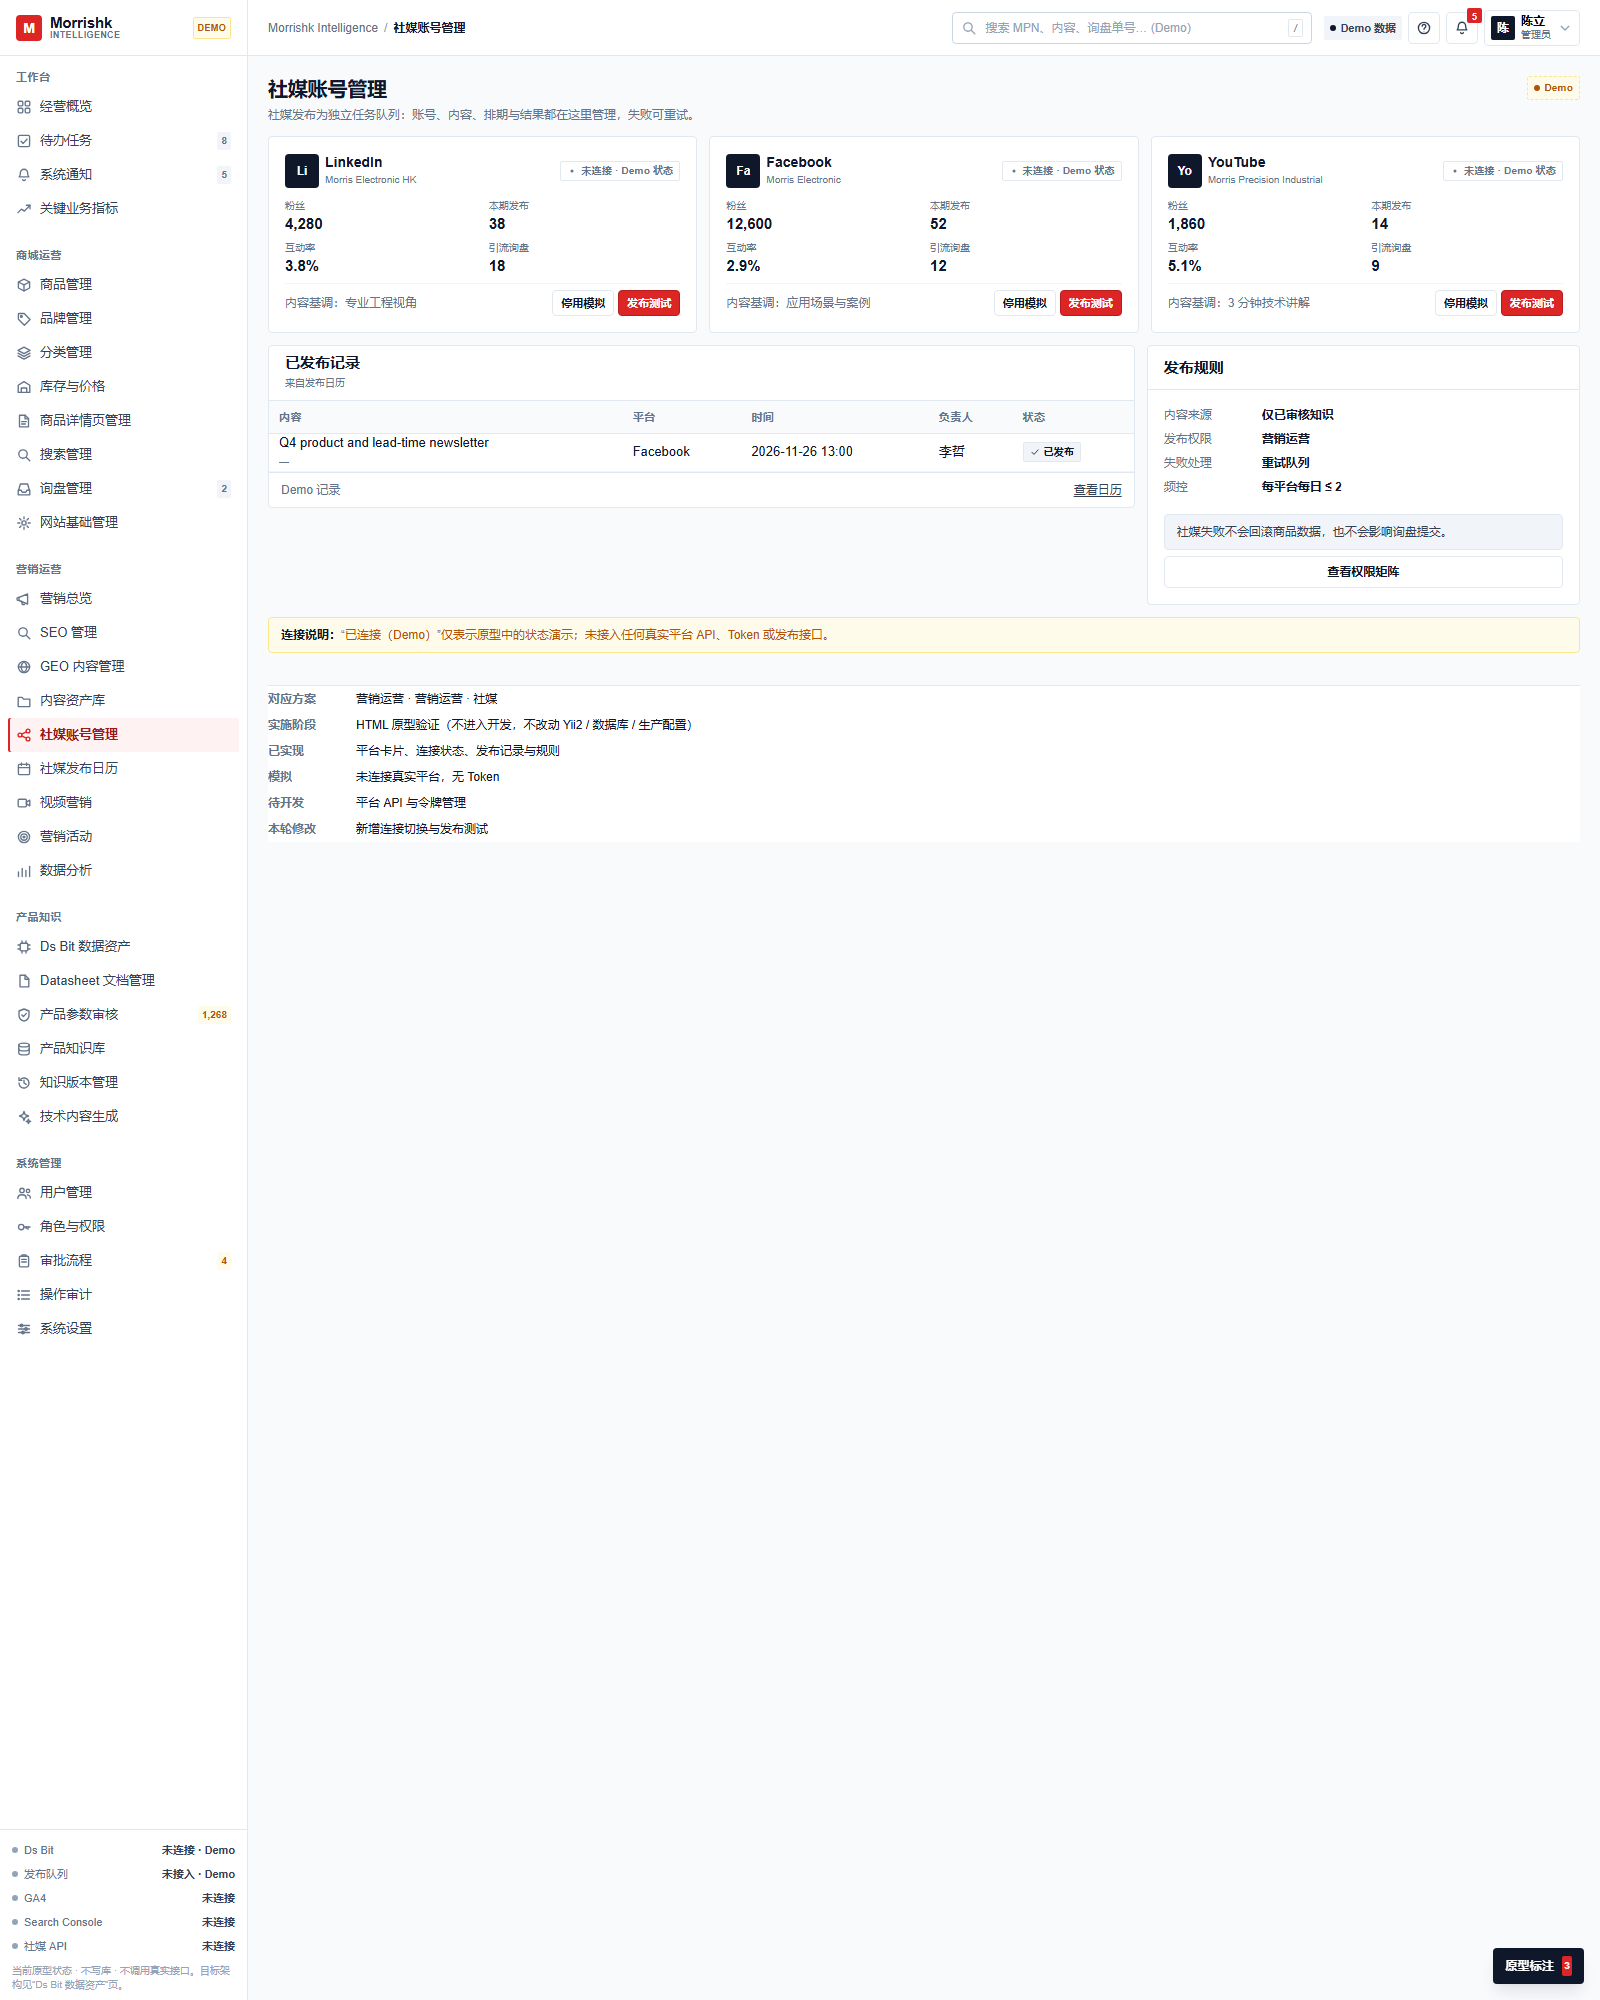 M
Morrishk
INTELLIGENCE
DEMO
工作台
经营概览
待办任务 8
系统通知 5
关键业务指标
商城运营
商品管理
品牌管理
分类管理
库存与价格
商品详情页管理
搜索管理
询盘管理 2
网站基础管理
营销运营
营销总览
SEO 管理
GEO 内容管理
内容资产库
社媒账号管理
社媒发布日历
视频营销
营销活动
数据分析
产品知识
Ds Bit 数据资产
Datasheet 文档管理
产品参数审核 1,268
产品知识库
知识版本管理
技术内容生成
系统管理
用户管理
角色与权限
审批流程 4
操作审计
系统设置
Ds Bit 未连接 · Demo
发布队列 未接入 · Demo
GA4 未连接
Search Console 未连接
社媒 API 未连接
当前原型状态 · 不写库 · 不调用真实接口。目标架
构见“Ds Bit 数据资产”页。
Morrishk Intelligence / 社媒账号管理
搜索 MPN、内容、询盘单号… (Demo) /
Demo 数据
5
陈
陈立
管理员
社媒账号管理
Demo
社媒发布为独立任务队列：账号、内容、排期与结果都在这里管理，失败可重试。
Li
LinkedIn
Morris Electronic HK
未连接 · Demo 状态
粉丝 本期发布
4,280 38
互动率 引流询盘
3.8% 18
内容基调：专业工程视角 停用模拟 发布测试
Fa
Facebook
Morris Electronic
未连接 · Demo 状态
粉丝 本期发布
12,600 52
互动率 引流询盘
2.9% 12
内容基调：应用场景与案例 停用模拟 发布测试
Yo
YouTube
Morris Precision Industrial
未连接 · Demo 状态
粉丝 本期发布
1,860 14
互动率 引流询盘
5.1% 9
内容基调：3 分钟技术讲解 停用模拟 发布测试
已发布记录
来自发布日历
内容 平台 时间 负责人 状态
Q4 product and lead-time newsletter Facebook 2026-11-26 13:00 李哲 已发布
—
Demo 记录 查看日历
发布规则
内容来源 仅已审核知识
发布权限 营销运营
失败处理 重试队列
频控 每平台每日 ≤ 2
社媒失败不会回滚商品数据，也不会影响询盘提交。
查看权限矩阵
连接说明：“已连接（Demo）”仅表示原型中的状态演示；未接入任何真实平台 API、Token 或发布接口。
对应方案 营销运营 · 营销运营 · 社媒
实施阶段 HTML 原型验证（不进入开发，不改动 Yii2 / 数据库 / 生产配置）
已实现 平台卡片、连接状态、发布记录与规则
模拟 未连接真实平台，无 Token
待开发 平台 API 与令牌管理
本轮修改 新增连接切换与发布测试
原型标注 3